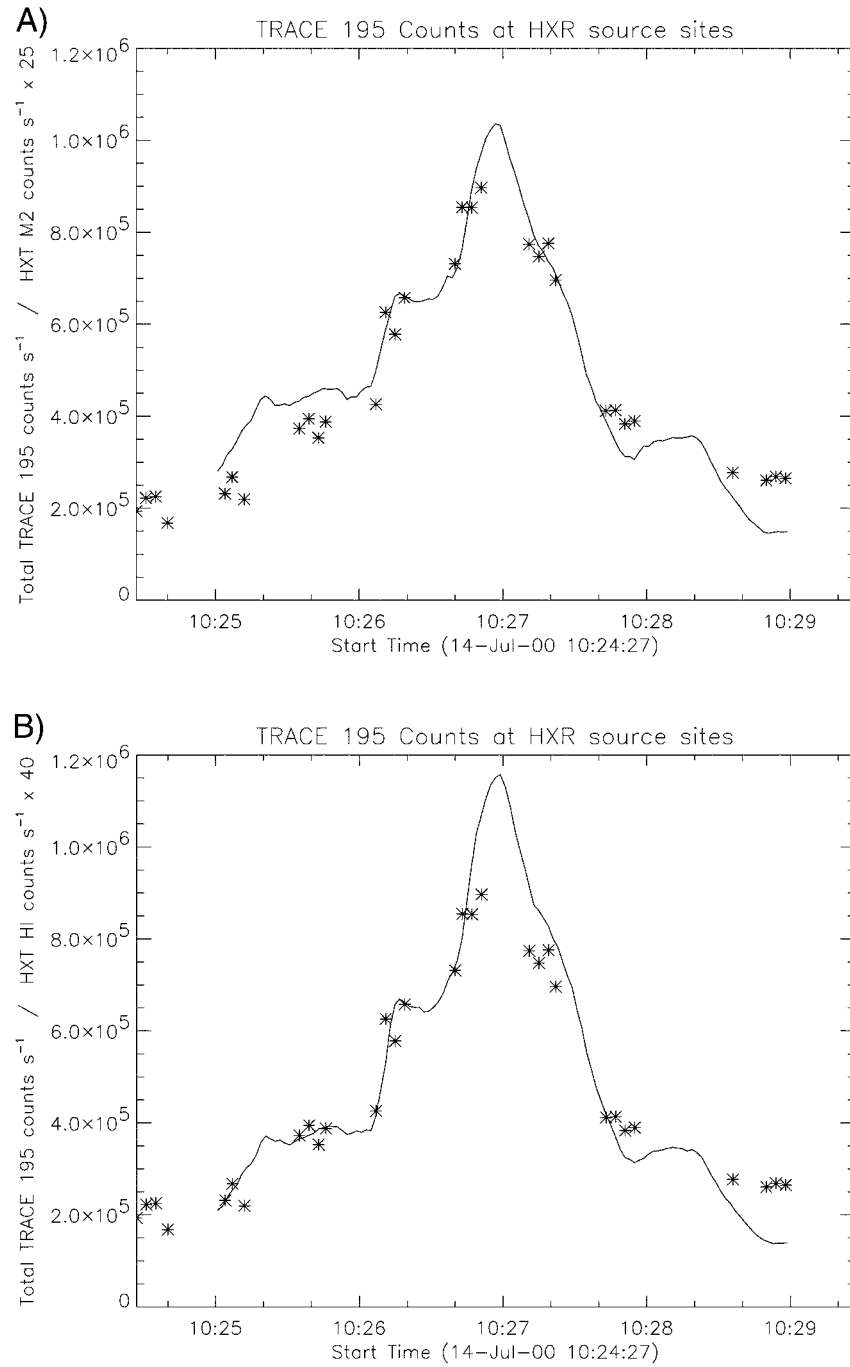 A)
TRACE 195 Counts at HXR source sites
Total TRACE 195 counts s⁻¹ / HXT M2 counts s⁻¹ x 25
1.2×10⁶
1.0×10⁶
8.0×10⁵
6.0×10⁵
4.0×10⁵
2.0×10⁵
0
10:25 10:26 10:27 10:28 10:29
Start Time (14-Jul-00 10:24:27)
B)
TRACE 195 Counts at HXR source sites
Total TRACE 195 counts s⁻¹ / HXT HI counts s⁻¹ x 40
1.2×10⁶
1.0×10⁶
8.0×10⁵
6.0×10⁵
4.0×10⁵
2.0×10⁵
0
10:25 10:26 10:27 10:28 10:29
Start Time (14-Jul-00 10:24:27)